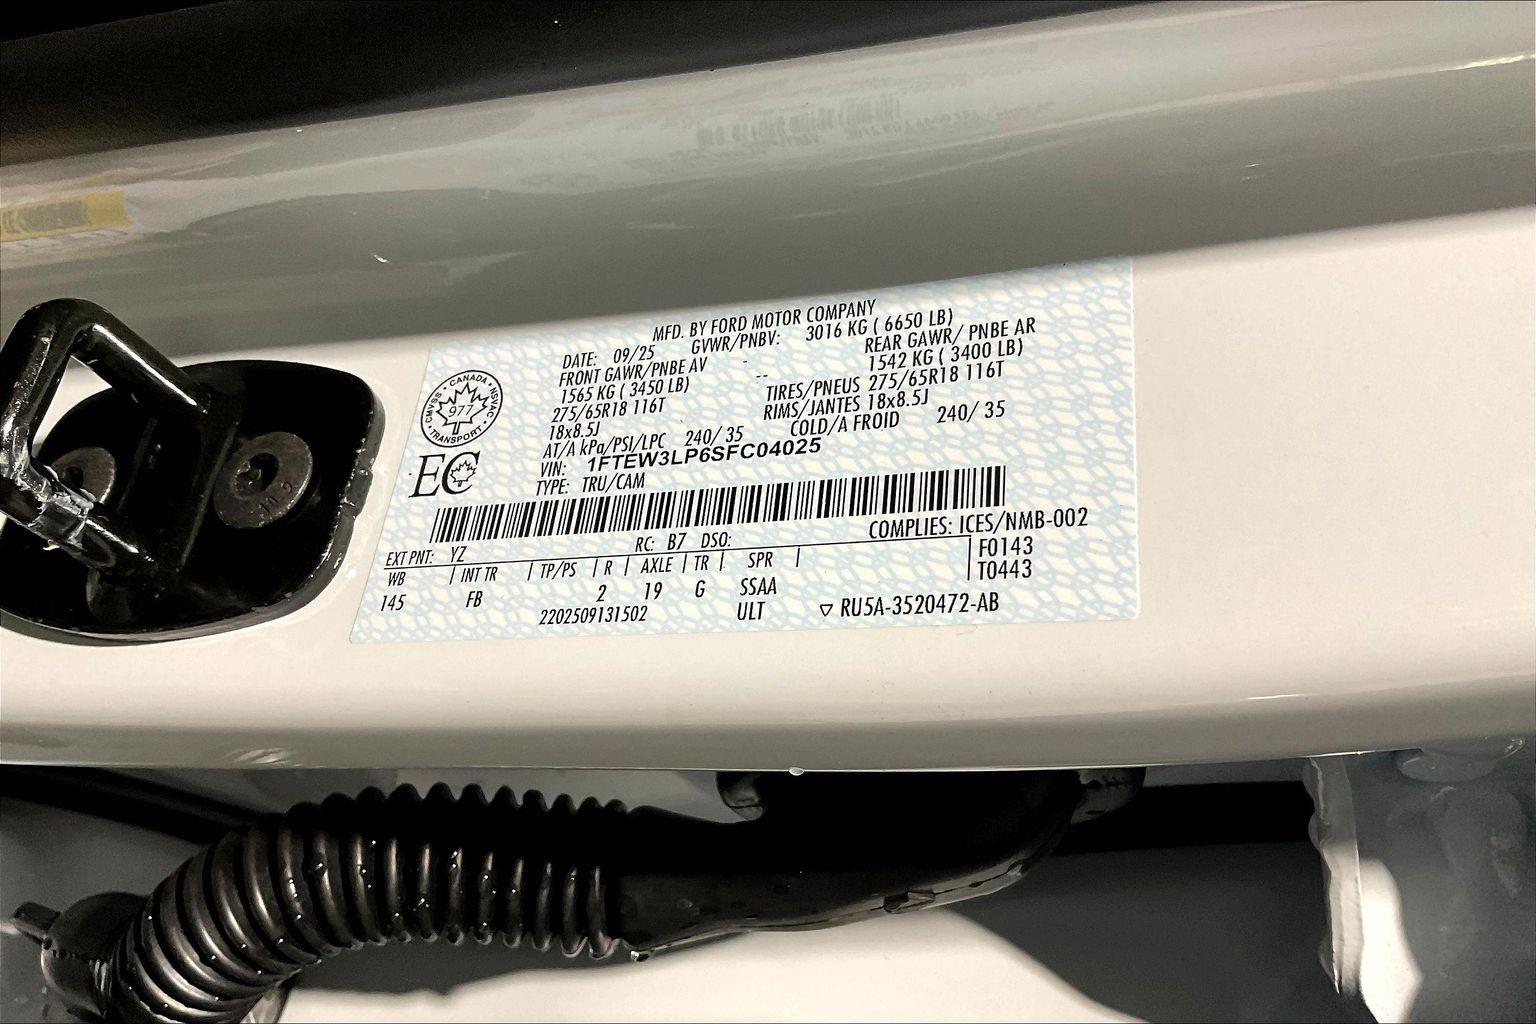 MFD. BY FORD MOTOR COMPANY
DATE: 09/25 GVWR/PNBV: 3016 KG ( 6650 LB)
FRONT GAWR/PNBE AV - REAR GAWR/ PNBE AR
1565 KG ( 3450 LB) -- 1542 KG ( 3400 LB)
275/65R18 116T TIRES/PNEUS 275/65R18 116T
18x8.5J RIMS/JANTES 18x8.5J
AT/A kPa/PSI/LPC 240/ 35 COLD/A FROID 240/ 35
VIN: 1FTEW3LP6SFC04025
TYPE: TRU/CAM
CMVSS · CANADA · NSVAC
977
· TRANSPORT ·
EC
COMPLIES: ICES/NMB-002
EXT PNT: YZ RC: B7 DSO: F0143
WB | INT TR | TP/PS | R | AXLE | TR | SPR | T0443
145 FB 2 19 G SSAA
2202509131502 ULT ▽ RU5A-3520472-AB